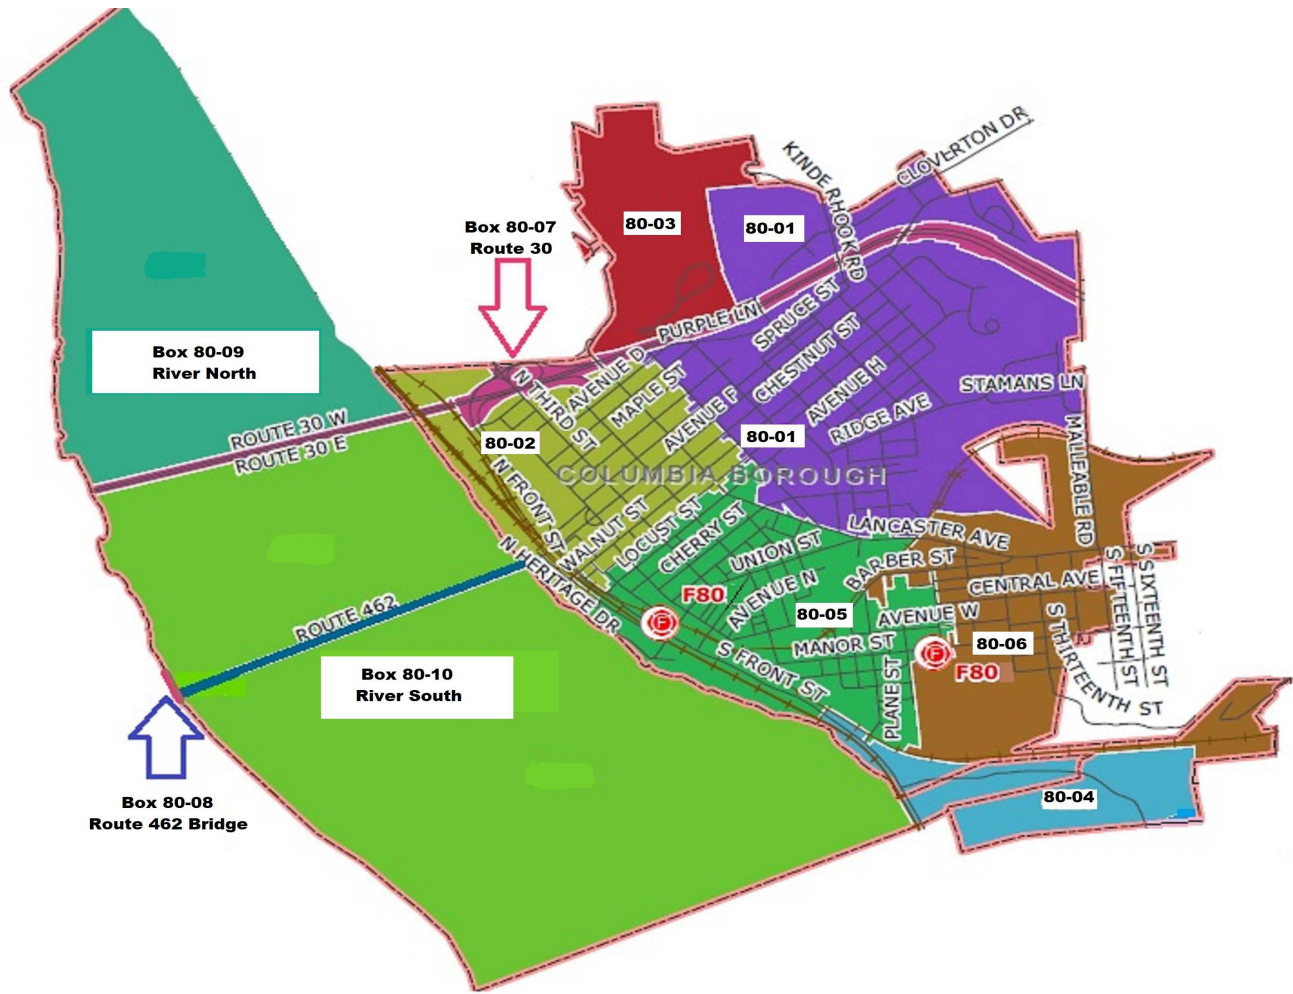 CLOVERTON DR
KINDERHOOK RD
80-03
80-01
Box 80-07
Route 30
PURPLE LN
SPRUCE ST
CHESTNUT ST
AVENUE D
N THIRD ST
MAPLE ST
AVENUE F
AVENUE H
RIDGE AVE
STAMANS LN
Box 80-09
River North
ROUTE 30 W
ROUTE 30 E
80-02
80-01
MALLEABLE RD
COLUMBIA BOROUGH
N FRONT ST
WALNUT ST
LOCUST ST
CHERRY ST
LANCASTER AVE
UNION ST
BARBER ST
N HERITAGE DR
AVENUE N
CENTRAL AVE
S FIFTEENTH ST
S SIXTEENTH ST
ROUTE 462
F80
F
80-05
AVENUE W
MANOR ST
80-06
S THIRTEENTH ST
F
F80
S FRONT ST
PLANE ST
Box 80-10
River South
Box 80-08
Route 462 Bridge
80-04